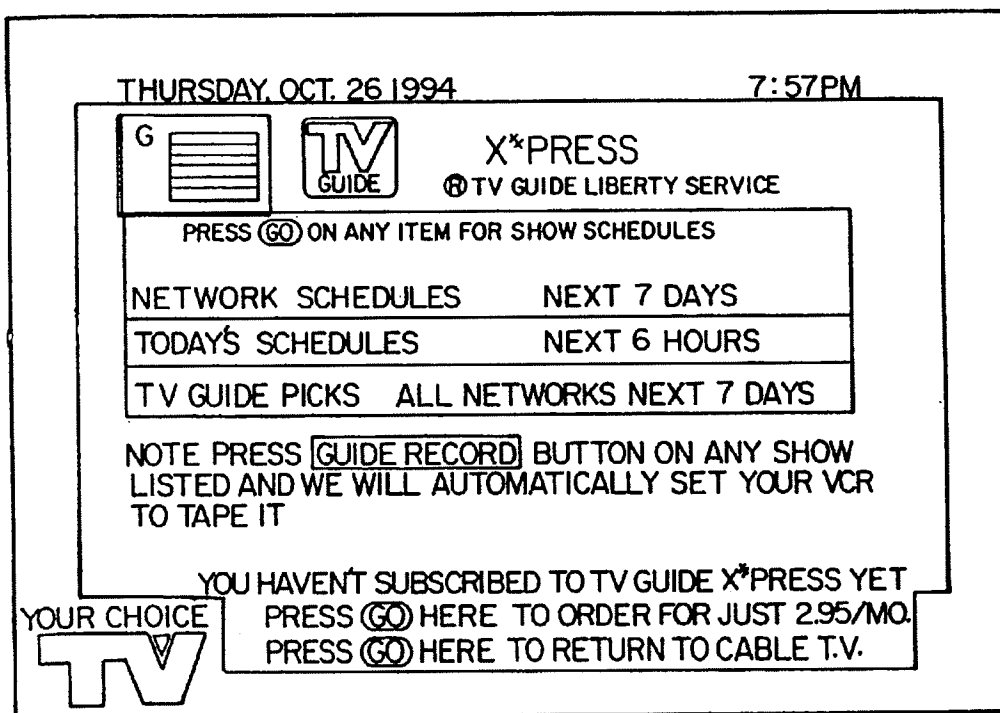 THURSDAY, OCT. 26 1994 7:57PM
G
TV
GUIDE
X*PRESS
® TV GUIDE LIBERTY SERVICE
PRESS GO ON ANY ITEM FOR SHOW SCHEDULES
NETWORK SCHEDULES NEXT 7 DAYS
TODAY'S SCHEDULES NEXT 6 HOURS
TV GUIDE PICKS ALL NETWORKS NEXT 7 DAYS
NOTE PRESS GUIDE RECORD BUTTON ON ANY SHOW
LISTED AND WE WILL AUTOMATICALLY SET YOUR VCR
TO TAPE IT
YOU HAVEN'T SUBSCRIBED TO TV GUIDE X*PRESS YET
PRESS GO HERE TO ORDER FOR JUST 2.95/MO.
PRESS GO HERE TO RETURN TO CABLE T.V.
YOUR CHOICE
TV